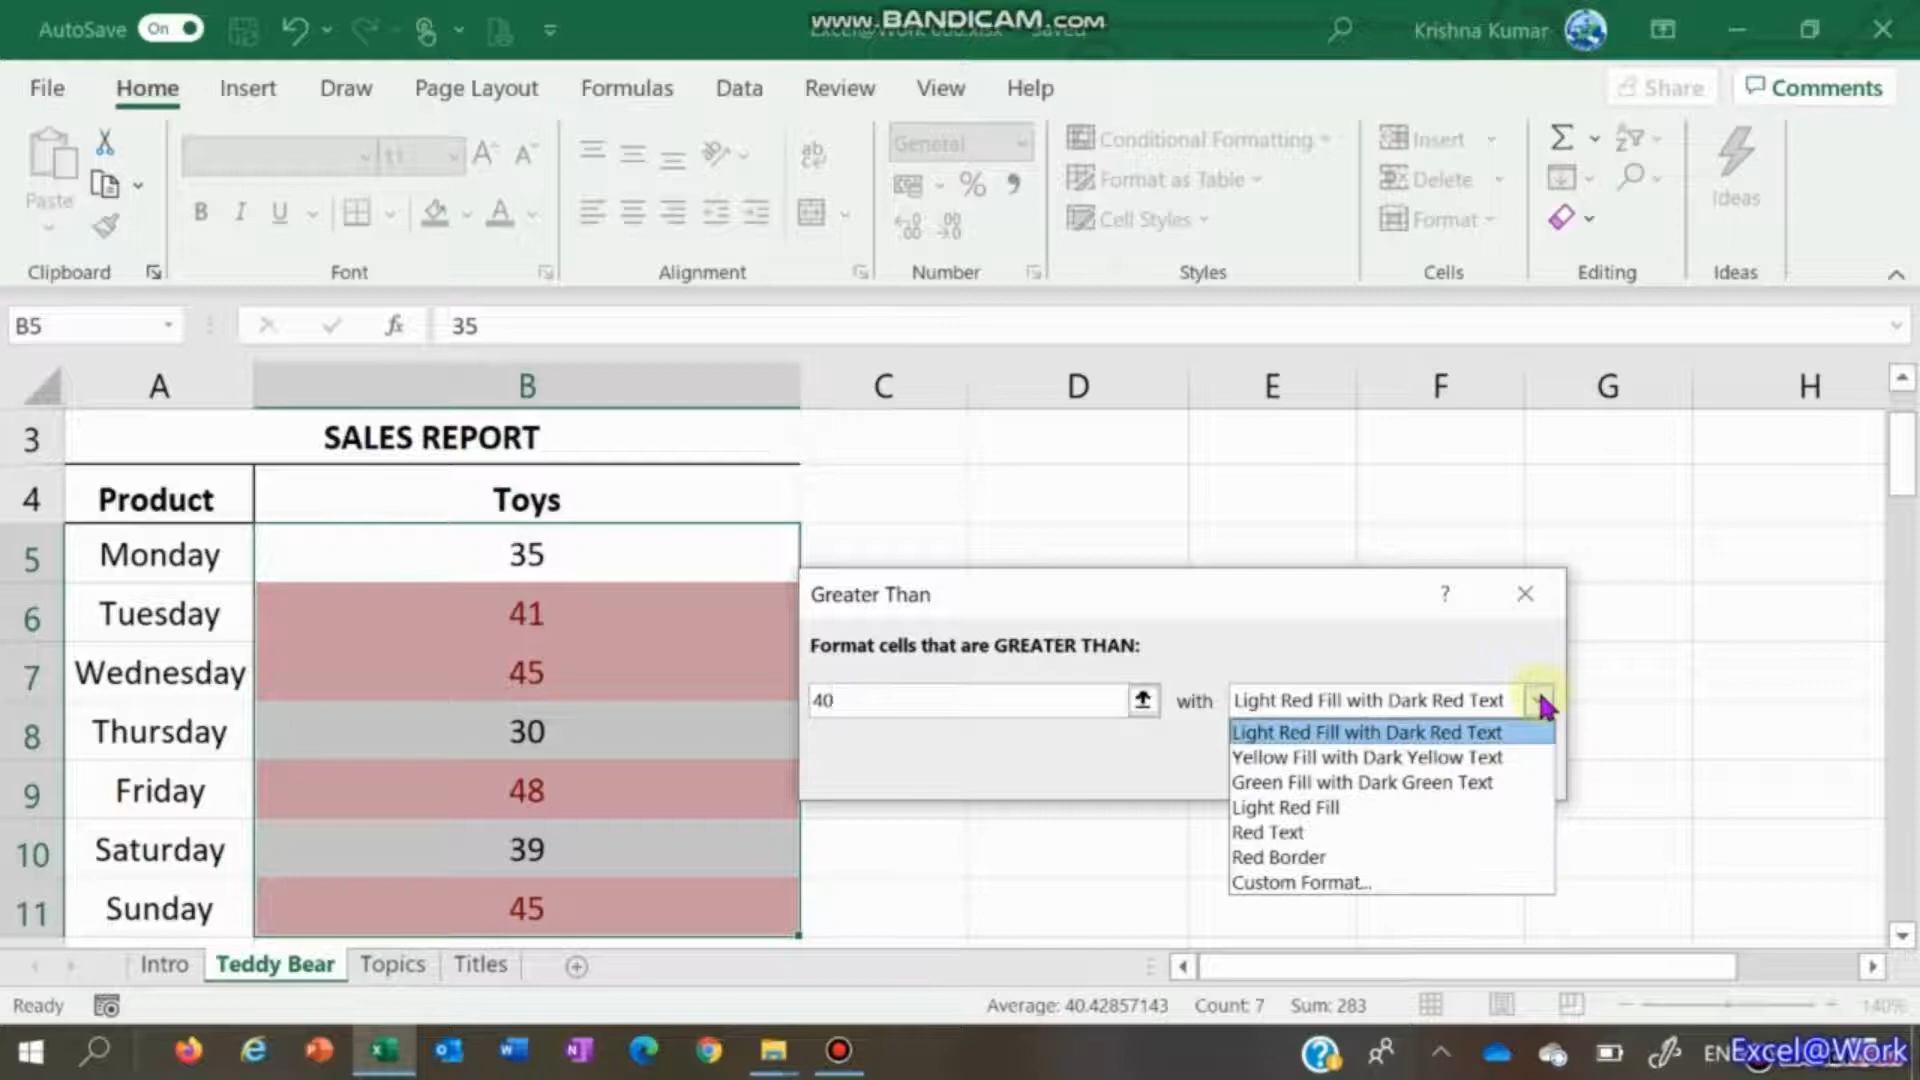 AutoSave On
www.BANDICAM.com
Krishna Kumar
File Home Insert Draw Page Layout Formulas Data Review View Help Share Comments
Paste
B I U A
General
% 9
Conditional Formatting
Format as Table
Cell Styles
Insert
Delete
Format
Ideas
Clipboard Font Alignment Number Styles Cells Editing Ideas
B5 fx 35
A B C D E F G H
3 SALES REPORT
4 Product Toys
5 Monday 35
6 Tuesday 41
7 Wednesday 45
8 Thursday 30
9 Friday 48
10 Saturday 39
11 Sunday 45
Greater Than ?
Format cells that are GREATER THAN:
40 with Light Red Fill with Dark Red Text
Light Red Fill with Dark Red Text
Yellow Fill with Dark Yellow Text
Green Fill with Dark Green Text
Light Red Fill
Red Text
Red Border
Custom Format...
Intro Teddy Bear Topics Titles
Ready Average: 40.42857143 Count: 7 Sum: 283 140%
EN Excel@Work